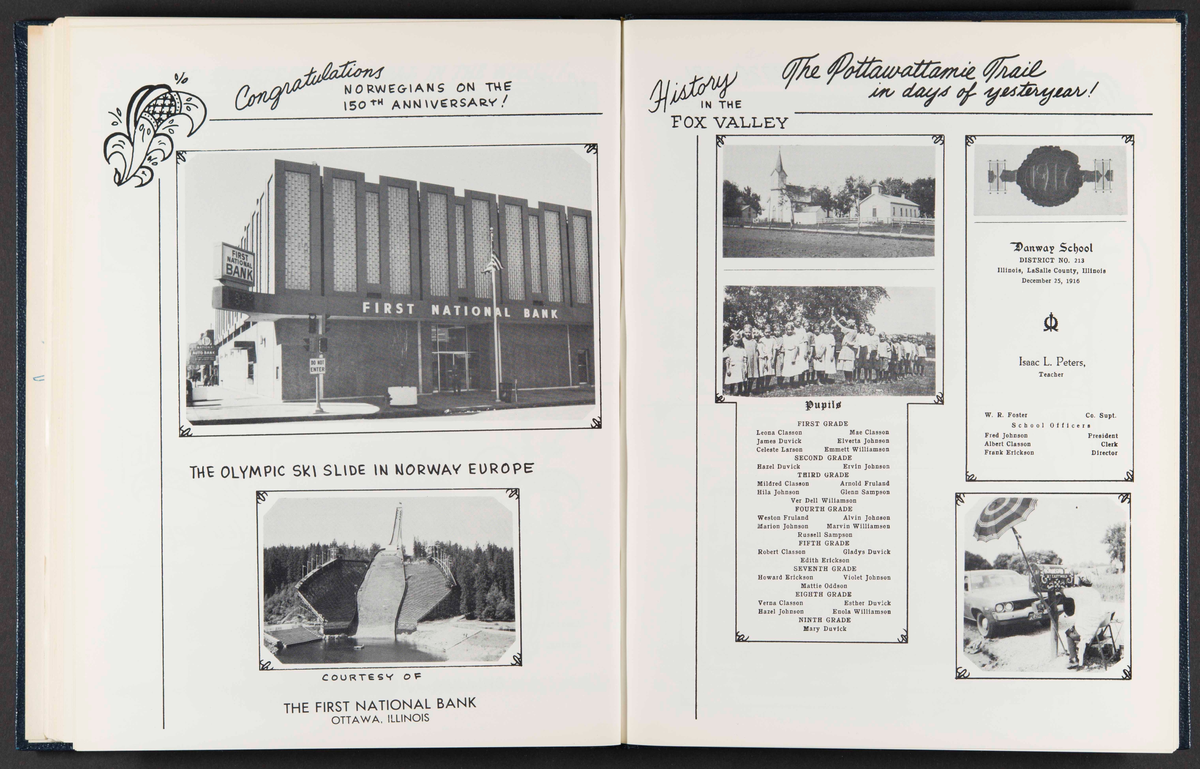 Congratulations
NORWEGIANS ON THE
150TH ANNIVERSARY!
FIRST
NATIONAL
BANK
FIRST NATIONAL BANK
DO NOT
ENTER
THE OLYMPIC SKI SLIDE IN NORWAY EUROPE
COURTESY OF
THE FIRST NATIONAL BANK
OTTAWA, ILLINOIS
History
IN THE
FOX VALLEY
The Pottawattamie Trail
in days of yesteryear!
Pupils
FIRST GRADE
Leona Classon Mae Classon
James Duvick Elverta Johnson
Celeste Larson Emmett Williamson
SECOND GRADE
Hazel Duvick Ervin Johnson
THIRD GRADE
Mildred Classon Arnold Fruland
Hila Johnson Glenn Sampson
Ver Dell Williamson
FOURTH GRADE
Weston Fruland Alvin Johnson
Marion Johnson Marvin Williamson
Russell Sampson
FIFTH GRADE
Robert Classon Gladys Duvick
Edith Erickson
SEVENTH GRADE
Howard Erickson Violet Johnson
Mattie Oddson
EIGHTH GRADE
Verna Classon Esther Duvick
Hazel Johnson Enola Williamson
NINTH GRADE
Mary Duvick
1916
Danway School
DISTRICT NO. 213
Illinois, LaSalle County, Illinois
December 25, 1916
Isaac L. Peters,
Teacher
W. R. Foster Co. Supt.
School Officers
Fred Johnson President
Albert Classon Clerk
Frank Erickson Director